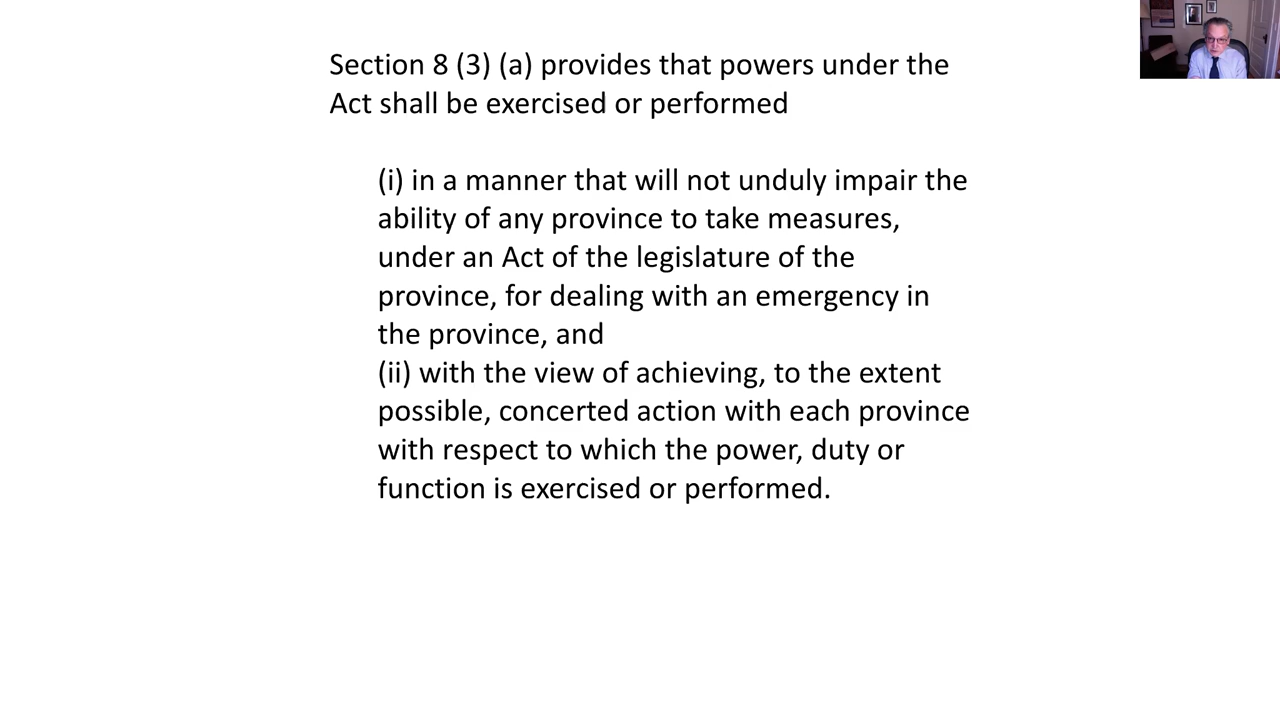 Section 8 (3) (a) provides that powers under the
Act shall be exercised or performed
(i) in a manner that will not unduly impair the
ability of any province to take measures,
under an Act of the legislature of the
province, for dealing with an emergency in
the province, and
(ii) with the view of achieving, to the extent
possible, concerted action with each province
with respect to which the power, duty or
function is exercised or performed.